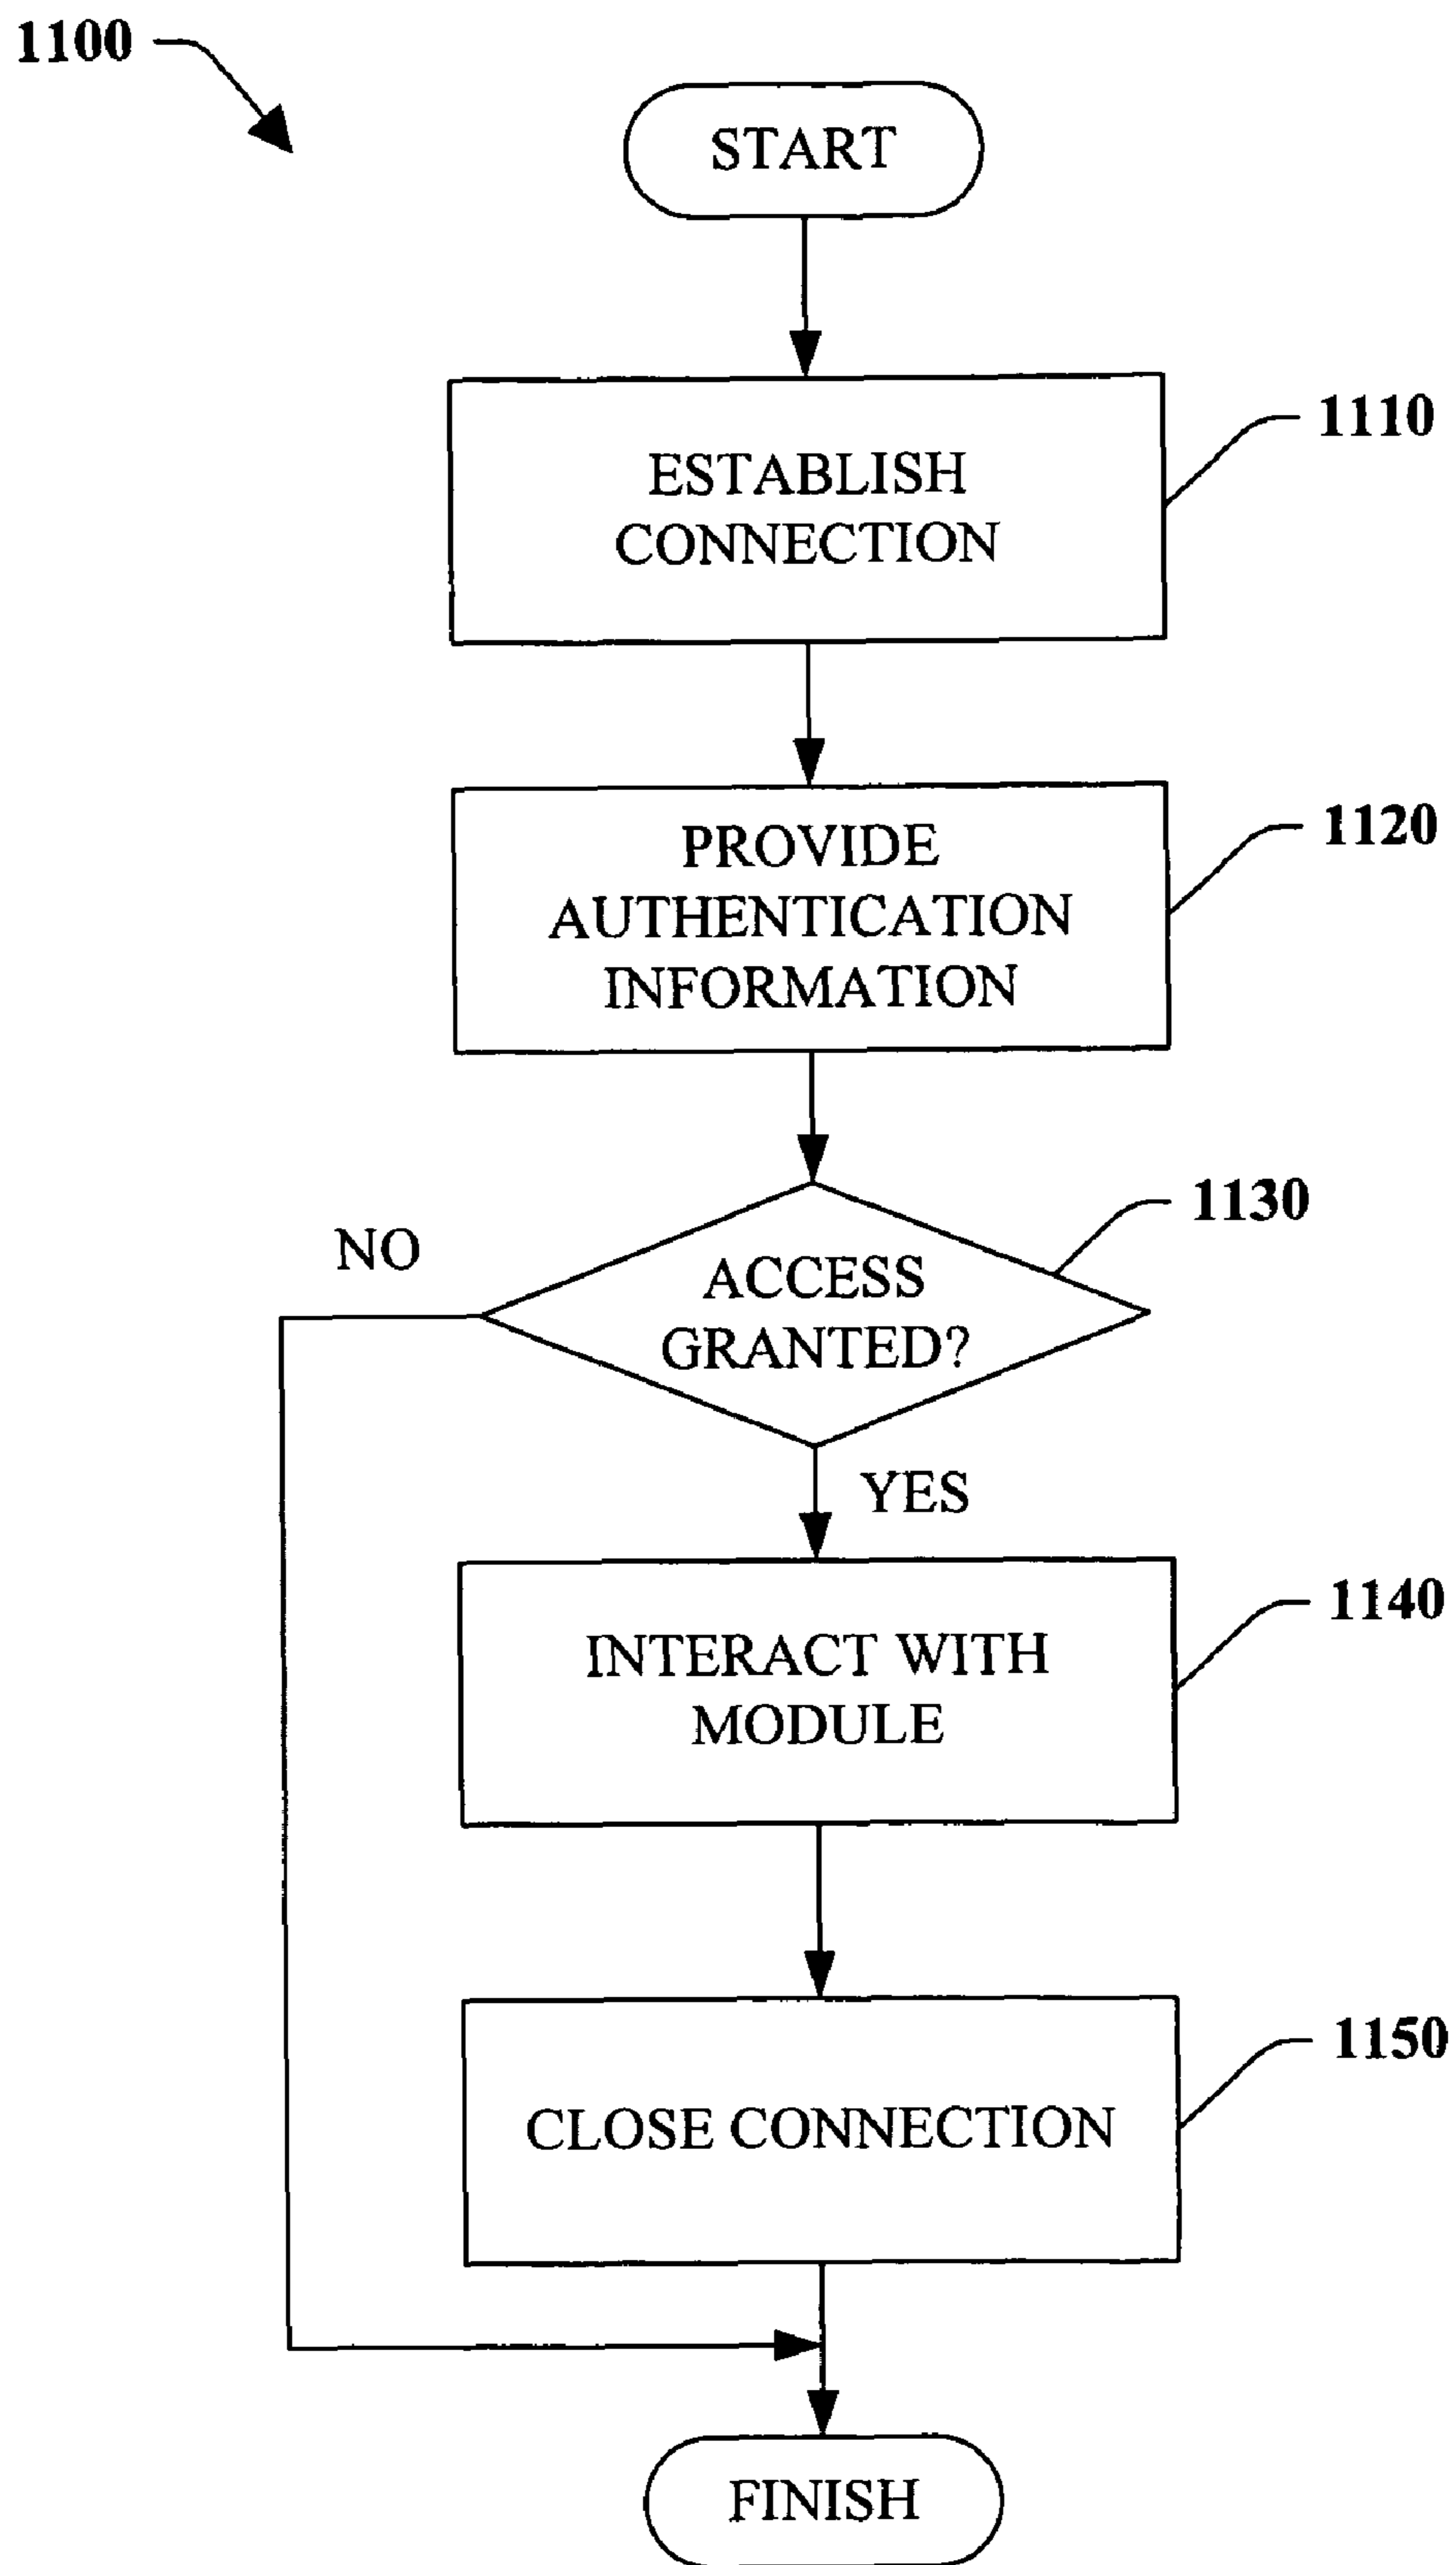 1100
START
ESTABLISH
CONNECTION
1110
PROVIDE
AUTHENTICATION
INFORMATION
1120
NO
ACCESS
GRANTED?
1130
YES
INTERACT WITH
MODULE
1140
CLOSE CONNECTION
1150
FINISH